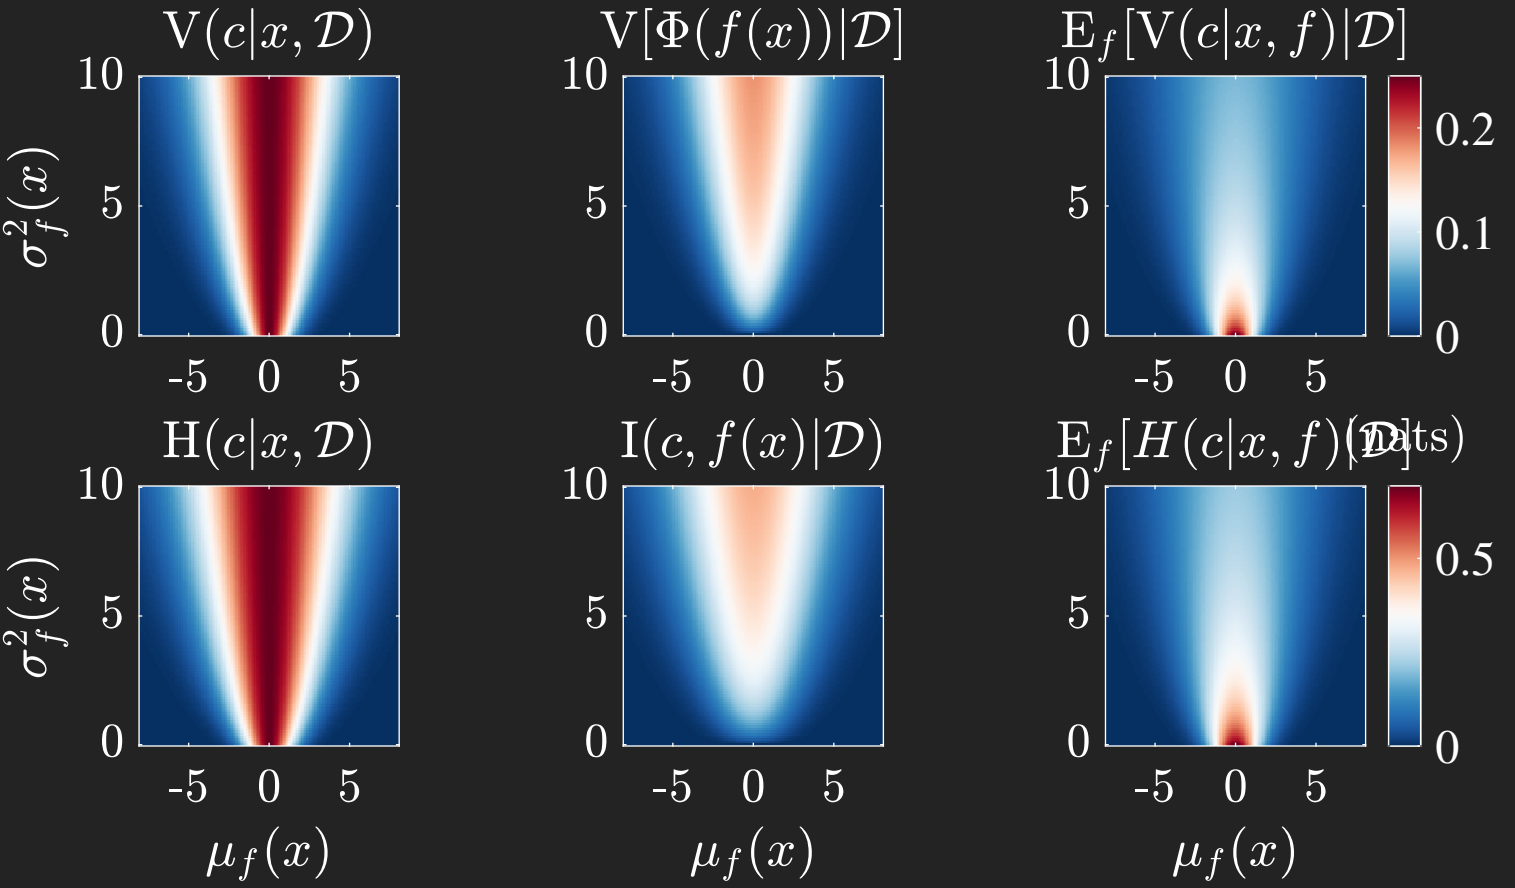 V(c|x, 𝒟)
V[Φ(f(x))|𝒟]
E_f[V(c|x, f)|𝒟]
10
5
0
-5 0 5
σ_f^2(x)
10
5
0
-5 0 5
10
5
0
-5 0 5
0.2
0.1
0
H(c|x, 𝒟)
I(c, f(x)|𝒟)
E_f[H(c|x, f)|𝒟]
(nats)
10
5
0
-5 0 5
σ_f^2(x)
μ_f(x)
10
5
0
-5 0 5
μ_f(x)
10
5
0
-5 0 5
μ_f(x)
0.5
0